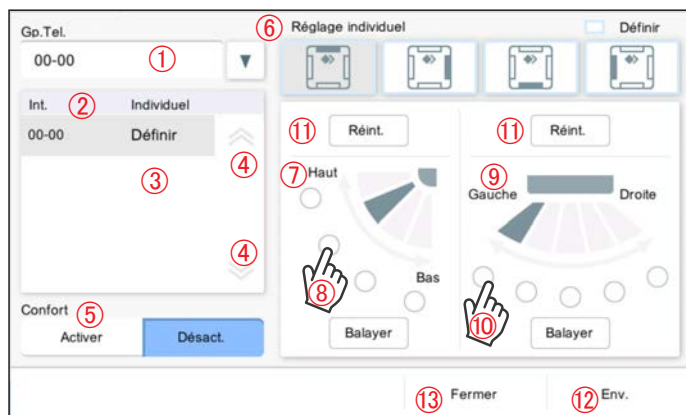 Gp.Tel.
00-00 ① ▼
② Int. Individuel
00-00 Définir
③
④
④
Confort
⑤
Activer Désact.
⑥ Réglage individuel Définir
⑪ Réint. ⑪ Réint.
⑦ Haut
⑨ Gauche Droite
Bas
⑧
⑩
Balayer Balayer
⑬ Fermer ⑫ Env.